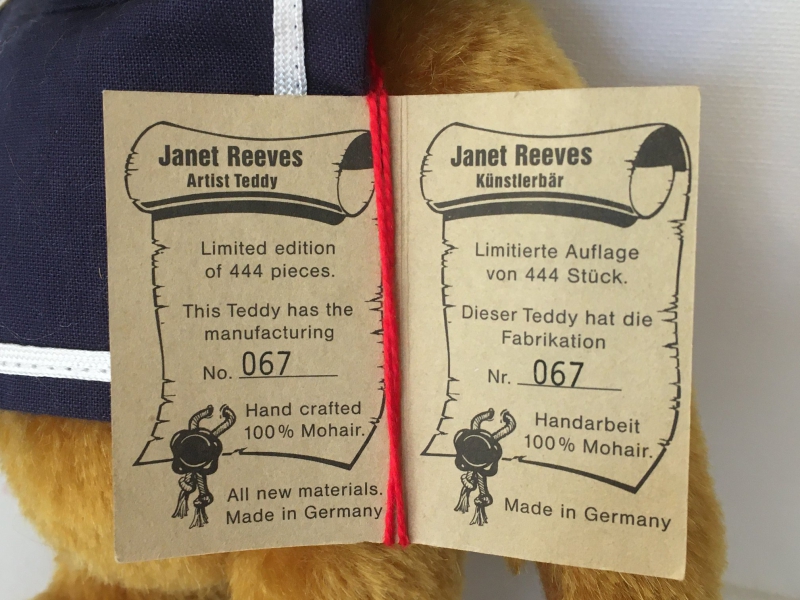 Janet Reeves
Artist Teddy
Limited edition
of 444 pieces.
This Teddy has the
manufacturing
No. 067
Hand crafted
100% Mohair.
All new materials.
Made in Germany
Janet Reeves
Künstlerbär
Limitierte Auflage
von 444 Stück.
Dieser Teddy hat die
Fabrikation
Nr. 067
Handarbeit
100% Mohair.
Made in Germany